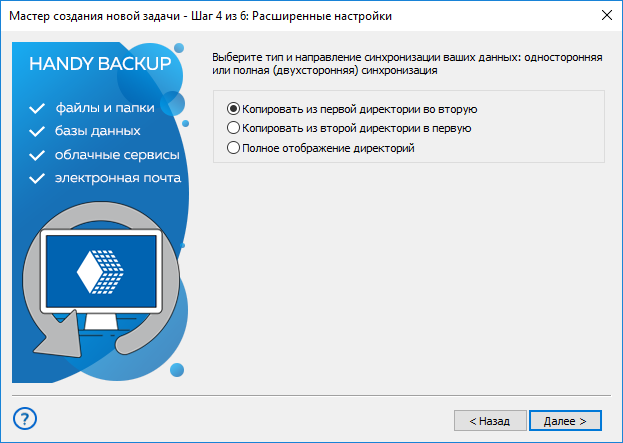 Мастер создания новой задачи - Шаг 4 из 6: Расширенные настройки
HANDY BACKUP
файлы и папки
базы данных
облачные сервисы
электронная почта
Выберите тип и направление синхронизации ваших данных: односторонняя
или полная (двухсторонняя) синхронизация
Копировать из первой директории во вторую
Копировать из второй директории в первую
Полное отображение директорий
?
< Назад
Далее >